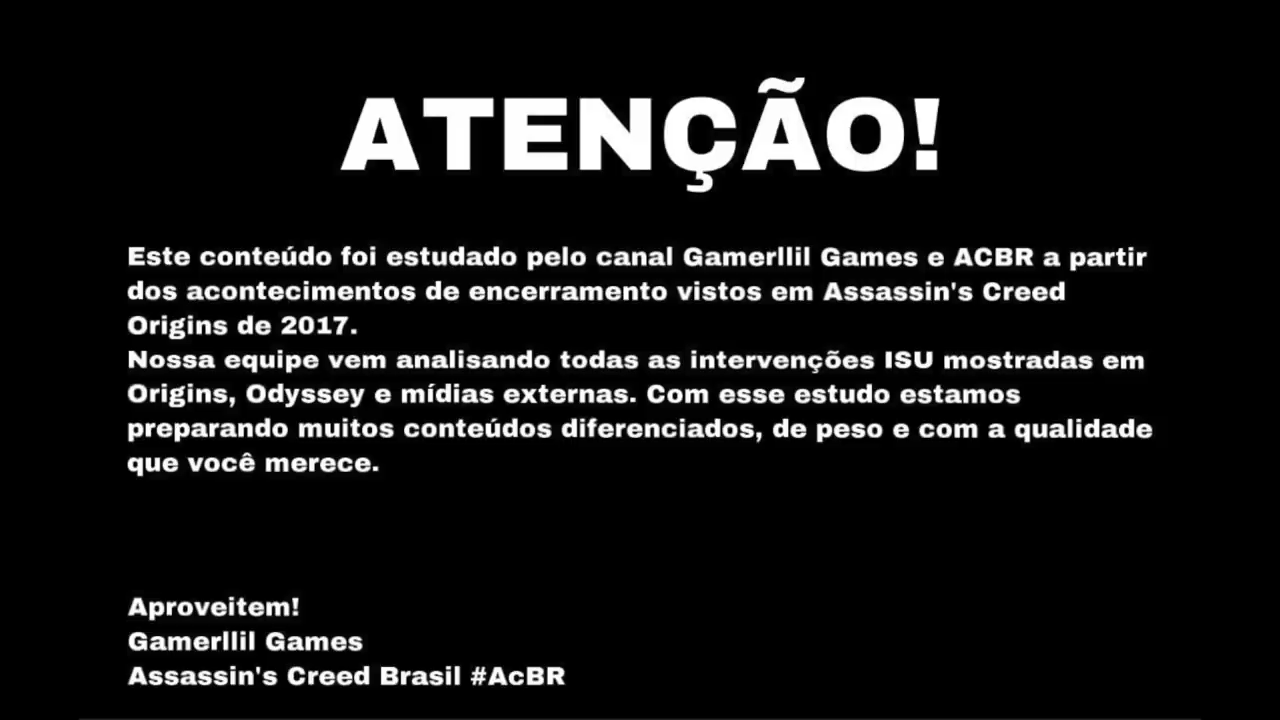 ATENÇÃO!
Este conteúdo foi estudado pelo canal Gamerllil Games e ACBR a partir
dos acontecimentos de encerramento vistos em Assassin's Creed
Origins de 2017.
Nossa equipe vem analisando todas as intervenções ISU mostradas em
Origins, Odyssey e mídias externas. Com esse estudo estamos
preparando muitos conteúdos diferenciados, de peso e com a qualidade
que você merece.
Aproveitem!
Gamerllil Games
Assassin's Creed Brasil #AcBR